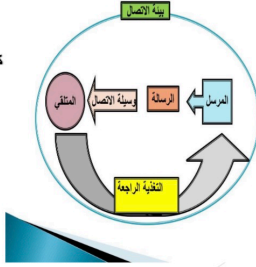 بيئة الاتصال
المرسل
الرسالة
وسيلة الاتصال
المتلقي
التغذية الراجعة